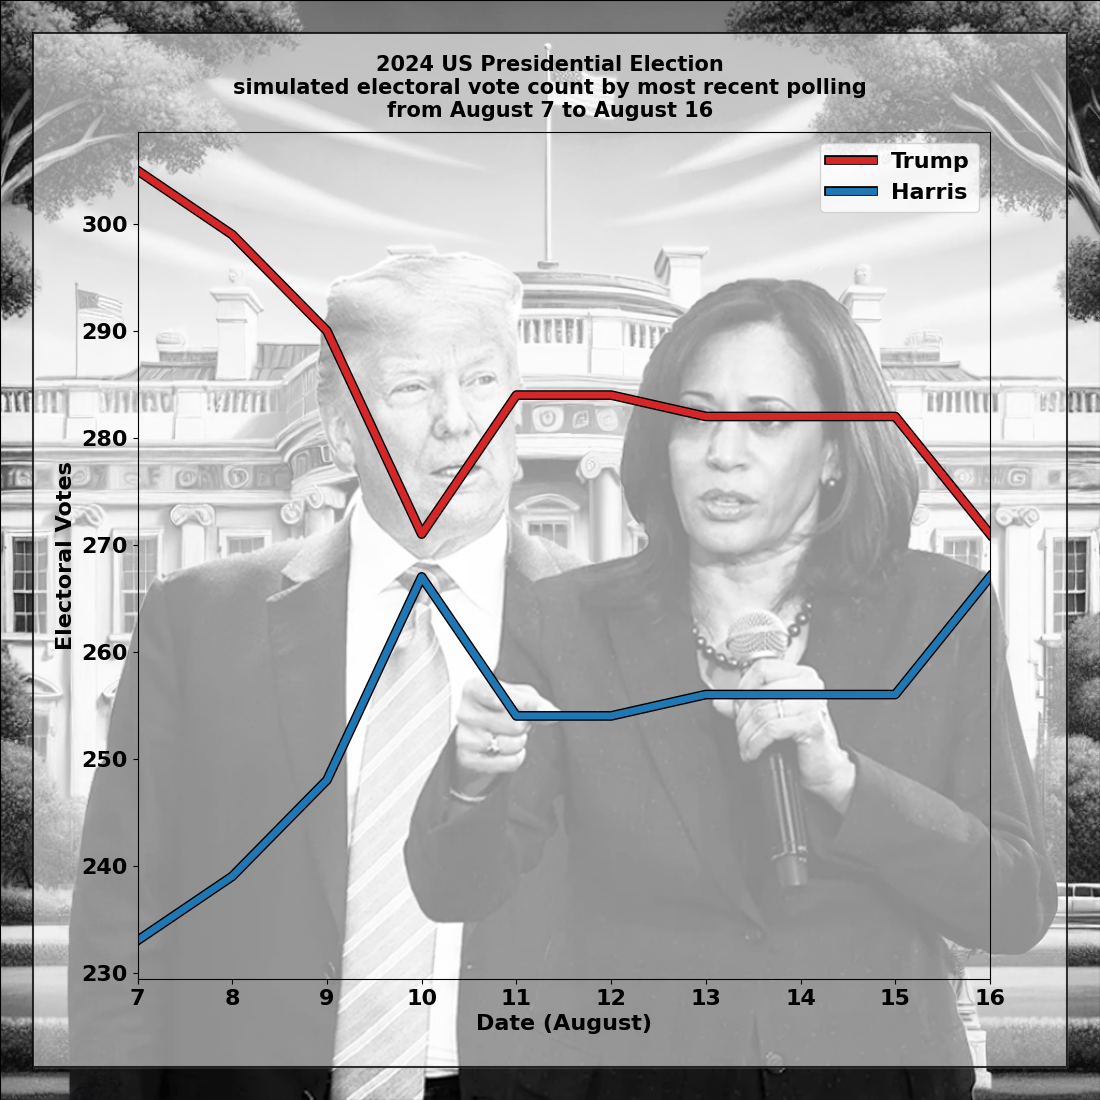 2024 US Presidential Election
simulated electoral vote count by most recent polling
from August 7 to August 16
Trump
Harris
300
290
280
270
260
250
240
230
Electoral Votes
7 8 9 10 11 12 13 14 15 16
Date (August)